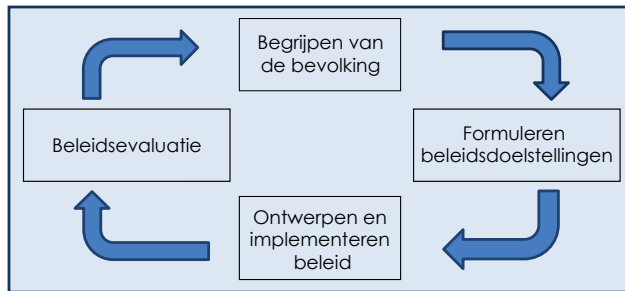 Begrijpen van
de bevolking
Formuleren
beleidsdoelstellingen
Ontwerpen en
implementeren
beleid
Beleidsevaluatie